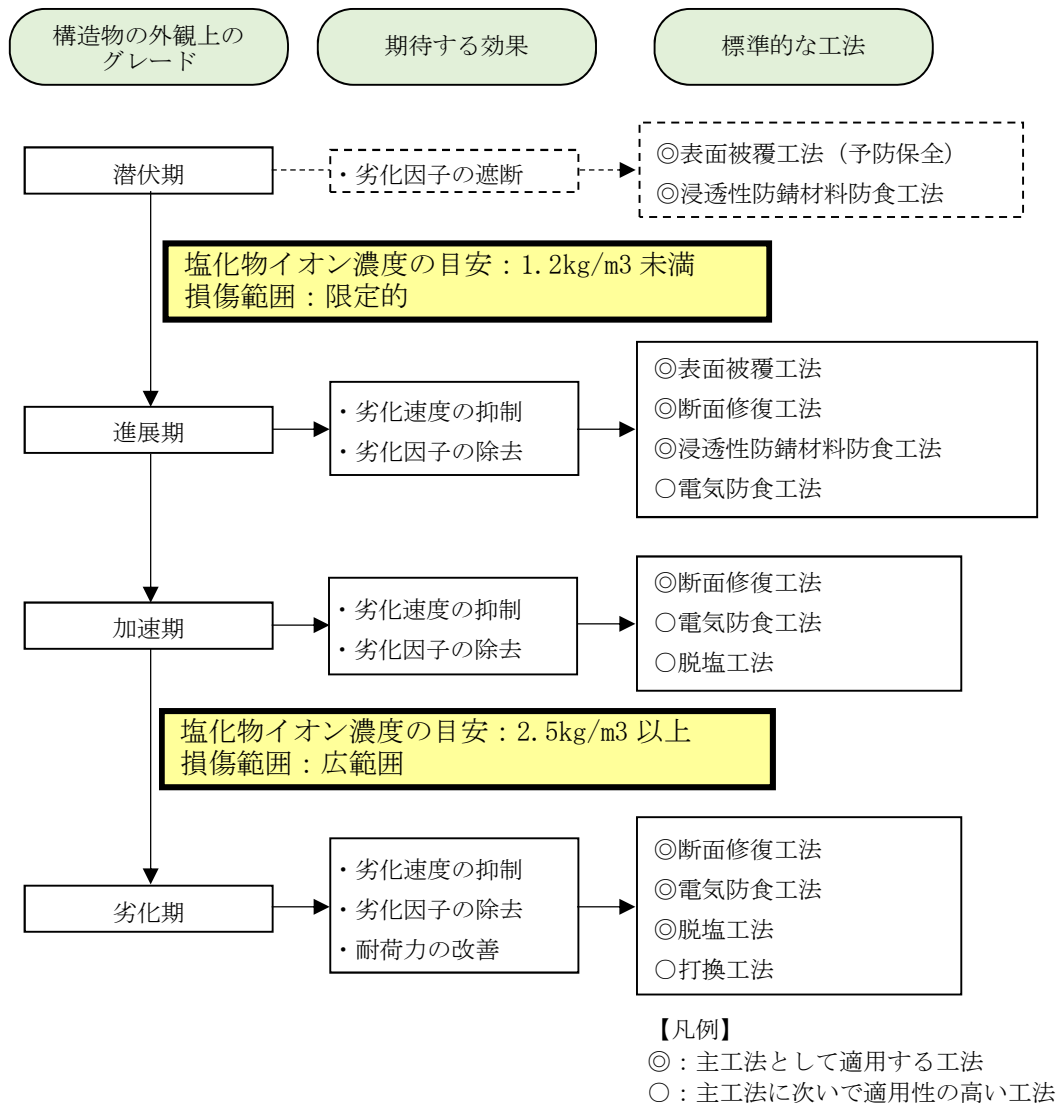 構造物の外観上の
グレード
期待する効果
標準的な工法
潜伏期
・劣化因子の遮断
◎表面被覆工法（予防保全）
◎浸透性防錆材料防食工法
塩化物イオン濃度の目安：1.2kg/m3 未満
損傷範囲：限定的
進展期
・劣化速度の抑制
・劣化因子の除去
◎表面被覆工法
◎断面修復工法
◎浸透性防錆材料防食工法
○電気防食工法
加速期
・劣化速度の抑制
・劣化因子の除去
◎断面修復工法
○電気防食工法
○脱塩工法
塩化物イオン濃度の目安：2.5kg/m3 以上
損傷範囲：広範囲
劣化期
・劣化速度の抑制
・劣化因子の除去
・耐荷力の改善
◎断面修復工法
◎電気防食工法
◎脱塩工法
○打換工法
【凡例】
◎：主工法として適用する工法
○：主工法に次いで適用性の高い工法